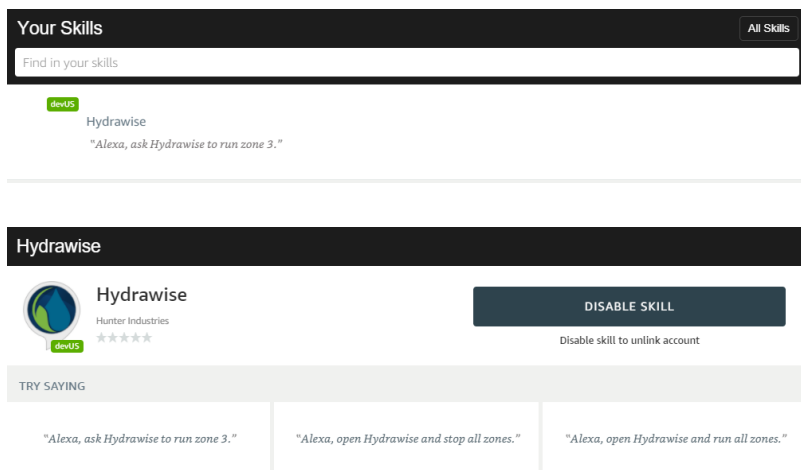 Your Skills
All Skills
Find in your skills
devUS
Hydrawise
"Alexa, ask Hydrawise to run zone 3."
Hydrawise
Hydrawise
Hunter Industries
devUS
DISABLE SKILL
Disable skill to unlink account
TRY SAYING
"Alexa, ask Hydrawise to run zone 3."
"Alexa, open Hydrawise and stop all zones."
"Alexa, open Hydrawise and run all zones."